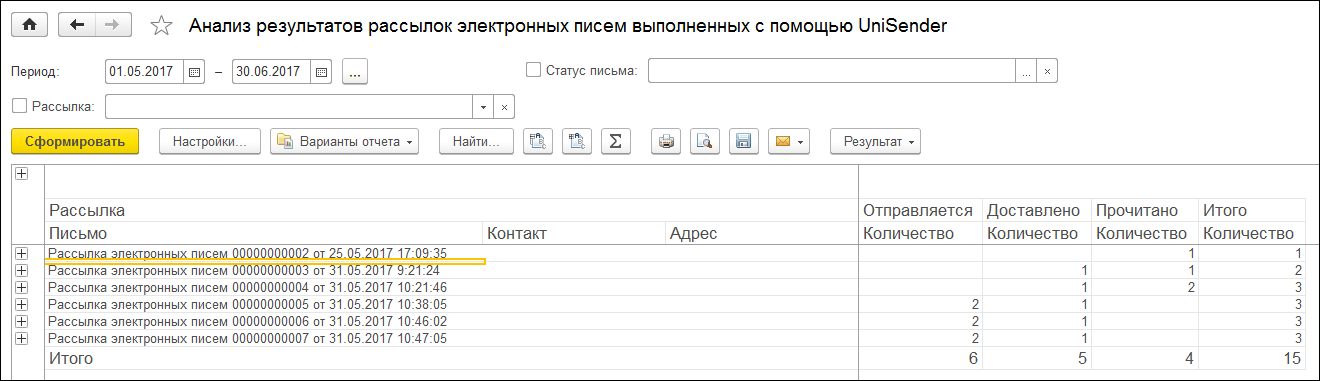 Анализ результатов рассылок электронных писем выполненных с помощью UniSender
Период: 01.05.2017 – 30.06.2017 ... Статус письма: ... ×
Рассылка: ×
Сформировать Настройки... Варианты отчета Найти... Σ Результат
Рассылка Отправляется Доставлено Прочитано Итого
Письмо Контакт Адрес Количество Количество Количество Количество
Рассылка электронных писем 00000000002 от 25.05.2017 17:09:35 1 1
Рассылка электронных писем 00000000003 от 31.05.2017 9:21:24 1 1 2
Рассылка электронных писем 00000000004 от 31.05.2017 10:21:46 1 2 3
Рассылка электронных писем 00000000005 от 31.05.2017 10:38:05 2 1 3
Рассылка электронных писем 00000000006 от 31.05.2017 10:46:02 2 1 3
Рассылка электронных писем 00000000007 от 31.05.2017 10:47:05 2 1 3
Итого 6 5 4 15